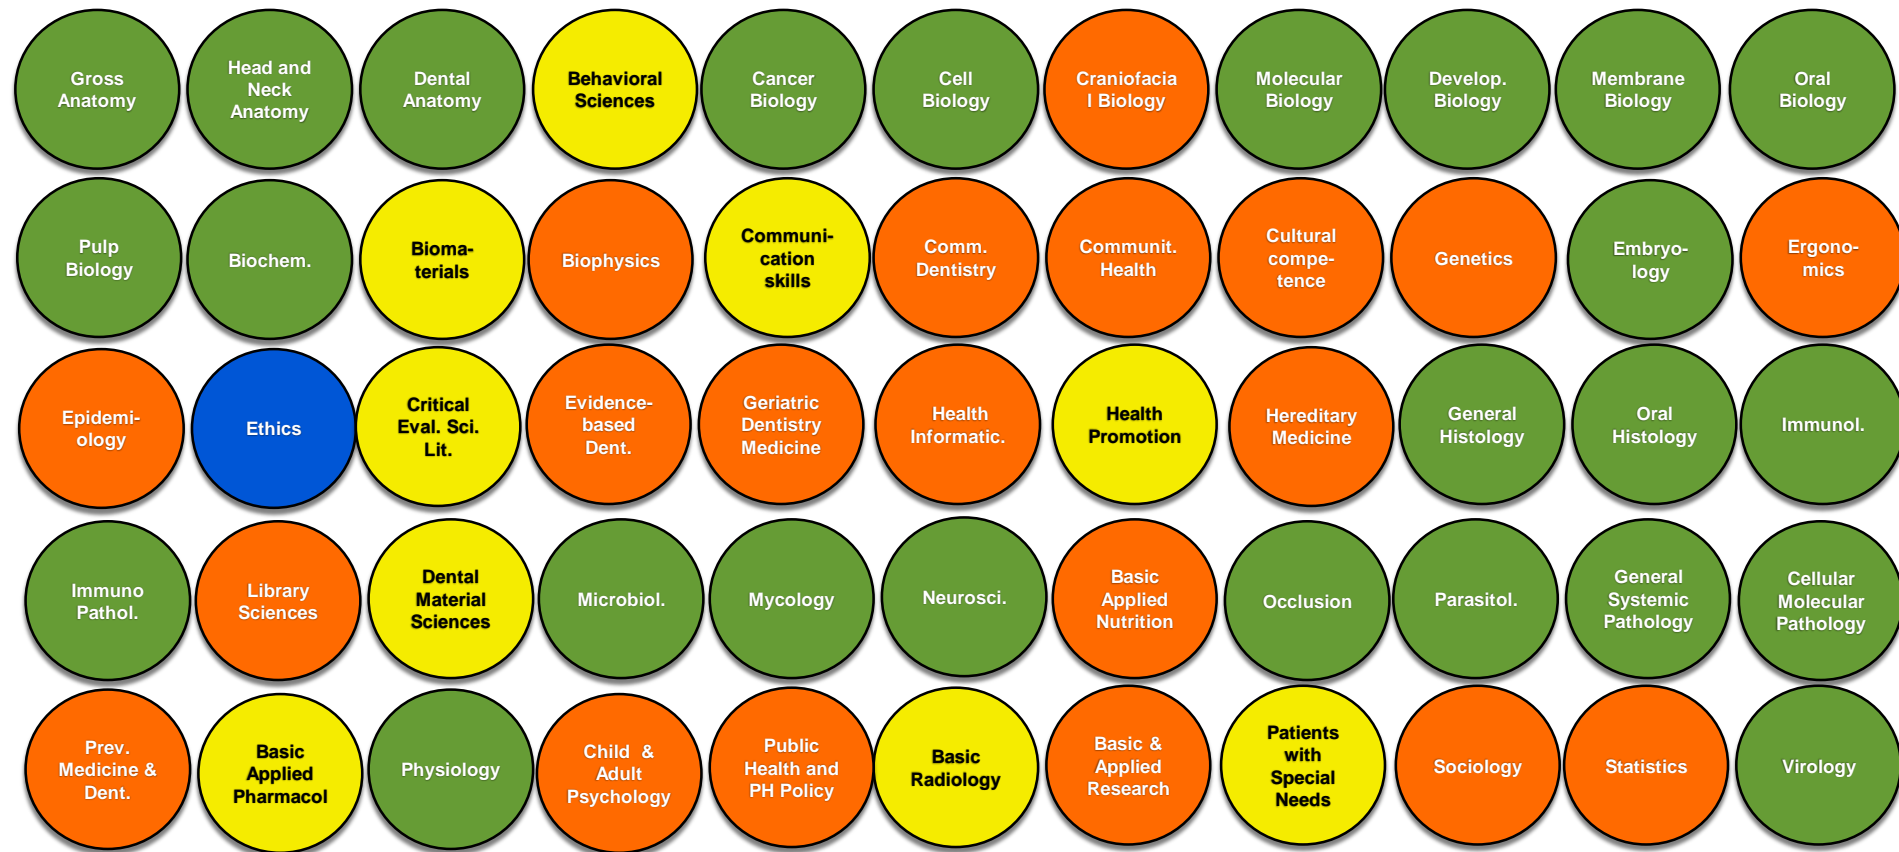 Gross
Anatomy
Head and
Neck
Anatomy
Dental
Anatomy
Behavioral
Sciences
Cancer
Biology
Cell
Biology
Craniofacia
l Biology
Molecular
Biology
Develop.
Biology
Membrane
Biology
Oral
Biology
Pulp
Biology
Biochem.
Bioma-
terials
Biophysics
Communi-
cation
skills
Comm.
Dentistry
Communit.
Health
Cultural
compe-
tence
Genetics
Embryo-
logy
Ergono-
mics
Epidemi-
ology
Ethics
Critical
Eval. Sci.
Lit.
Evidence-
based
Dent.
Geriatric
Dentistry
Medicine
Health
Informatic.
Health
Promotion
Hereditary
Medicine
General
Histology
Oral
Histology
Immunol.
Immuno
Pathol.
Library
Sciences
Dental
Material
Sciences
Microbiol.
Mycology
Neurosci.
Basic
Applied
Nutrition
Occlusion
Parasitol.
General
Systemic
Pathology
Cellular
Molecular
Pathology
Prev.
Medicine &
Dent.
Basic
Applied
Pharmacol
Physiology
Child &
Adult
Psychology
Public
Health and
PH Policy
Basic
Radiology
Basic &
Applied
Research
Patients
with
Special
Needs
Sociology
Statistics
Virology